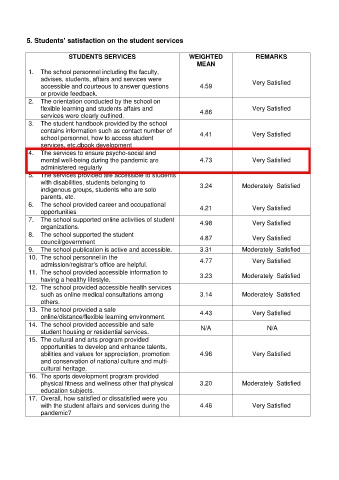 5. Students' satisfaction on the student services
STUDENTS SERVICES WEIGHTED MEAN REMARKS
1. The school personnel including the faculty,
advises, students, affairs and services were
accessible and courteous to answer questions
or provide feedback.
4.59 Very Satisfied
2. The orientation conducted by the school on
flexible learning and students affairs and
services were clearly outlined.
4.86 Very Satisfied
3. The student handbook provided by the school
contains information such as contact number of
school personnel, how to access student
services, etc.dbook development
4.41 Very Satisfied
4. The services to ensure psycho-social and
mental well-being during the pandemic are
administered regularly
4.73 Very Satisfied
5. The services provided are accessible to students
with disabilities, students belonging to
indigenous groups, students who are solo
parents, etc.
3.24 Moderately Satisfied
6. The school provided career and occupational
opportunities
4.21 Very Satisfied
7. The school supported online activities of student
organizations.
4.98 Very Satisfied
8. The school supported the student
council/government
4.87 Very Satisfied
9. The school publication is active and accessible. 3.31 Moderately Satisfied
10. The school personnel in the
admission/registrar's office are helpful.
4.77 Very Satisfied
11. The school provided accessible information to
having a healthy lifestyle.
3.23 Moderately Satisfied
12. The school provided accessible health services
such as online medical consultations among
others.
3.14 Moderately Satisfied
13. The school provided a safe
online/distance/flexible learning environment.
4.43 Very Satisfied
14. The school provided accessible and safe
student housing or residential services.
N/A N/A
15. The cultural and arts program provided
opportunities to develop and enhance talents,
abilities and values for appreciation, promotion
and conservation of national culture and multi-
cultural heritage.
4.96 Very Satisfied
16. The sports development program provided
physical fitness and wellness other that physical
education subjects.
3.20 Moderately Satisfied
17. Overall, how satisfied or dissatisfied were you
with the student affairs and services during the
pandemic?
4.46 Very Satisfied